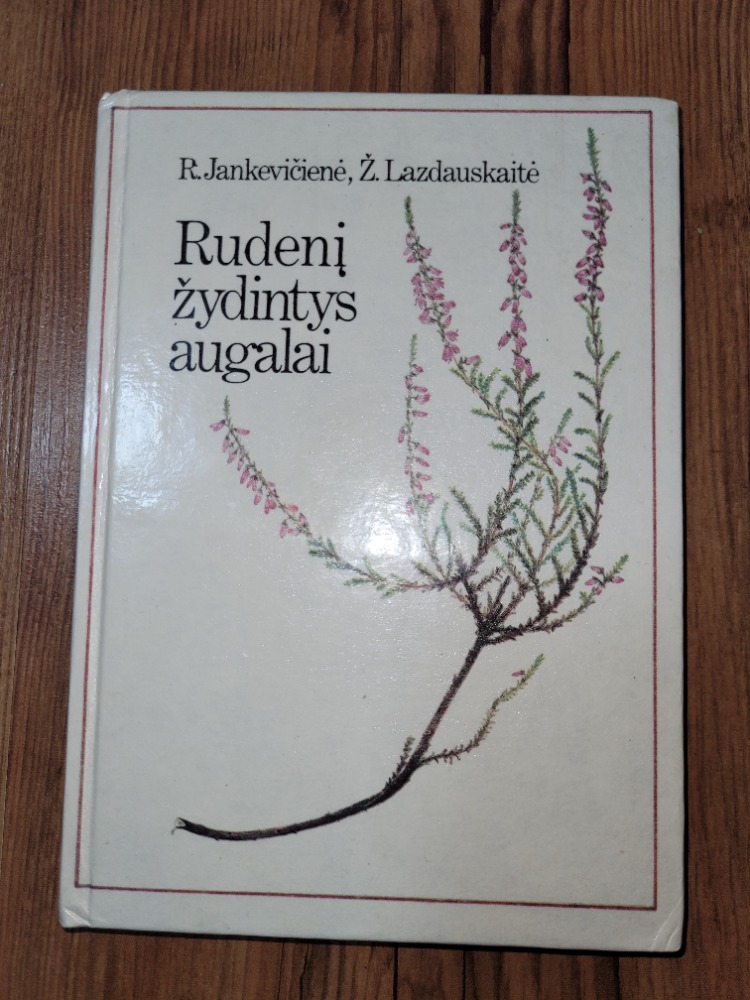 R. Jankevičienė, Ž. Lazdauskaitė
Rudenį
žydintys
augalai